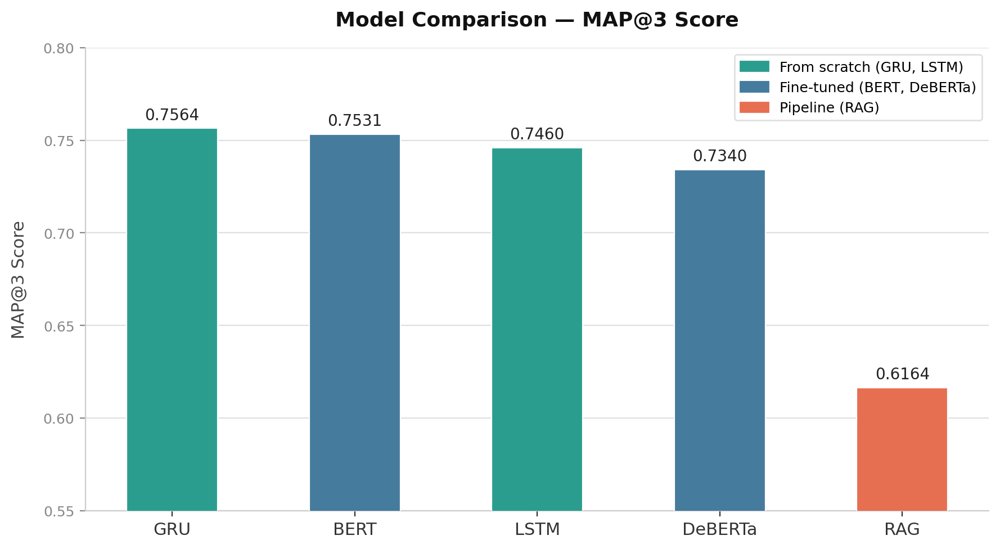 Model Comparison — MAP@3 Score
0.80
0.75
0.70
0.65
0.60
0.55
MAP@3 Score
From scratch (GRU, LSTM)
Fine-tuned (BERT, DeBERTa)
Pipeline (RAG)
0.7564
0.7531
0.7460
0.7340
0.6164
GRU
BERT
LSTM
DeBERTa
RAG